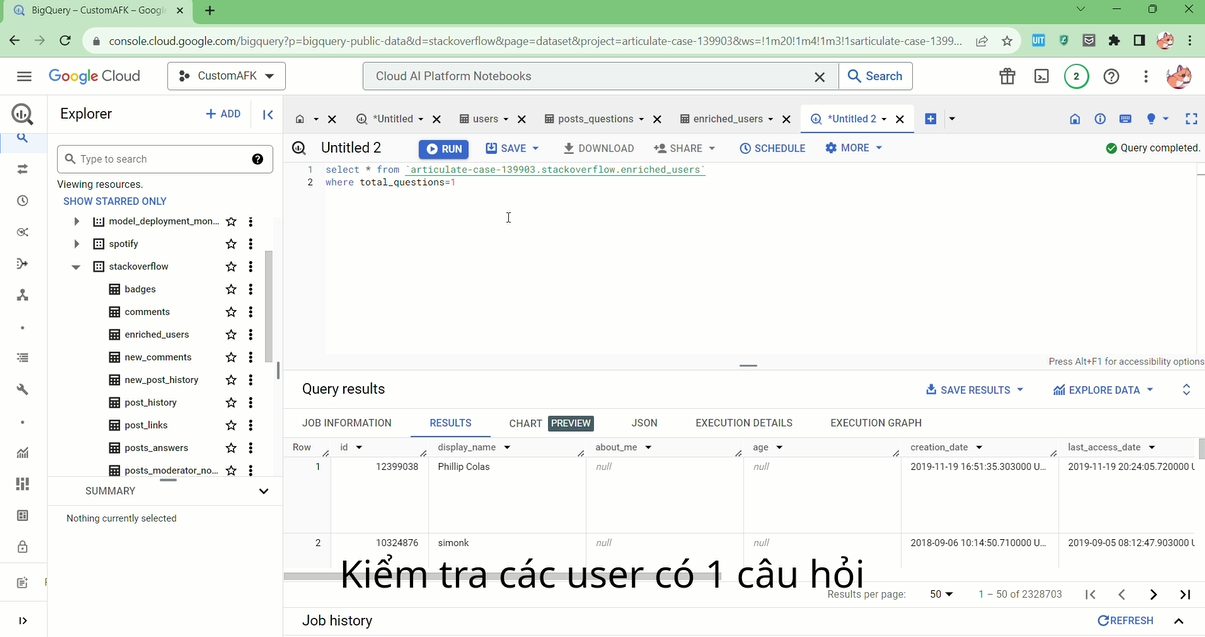 BigQuery – CustomAFK – Googl
console.cloud.google.com/bigquery?p=bigquery-public-data&d=stackoverflow&page=dataset&project=articulate-case-139903&ws=!1m20!1m4!1m3!1sarticulate-case-1399...
Google Cloud
CustomAFK
Cloud AI Platform Notebooks
Search
2
Explorer
+ ADD
*Untitled
users
posts_questions
enriched_users
*Untitled 2
Untitled 2
RUN
SAVE
DOWNLOAD
SHARE
SCHEDULE
MORE
Query completed.
Type to search
Viewing resources.
SHOW STARRED ONLY
model_deployment_mon...
spotify
stackoverflow
badges
comments
enriched_users
new_comments
new_post_history
post_history
post_links
posts_answers
posts_moderator_no...
SUMMARY
Nothing currently selected
1 select * from `articulate-case-139903.stackoverflow.enriched_users`
2 where total_questions=1
Press Alt+F1 for accessibility options
Query results
SAVE RESULTS
EXPLORE DATA
JOB INFORMATION
RESULTS
CHART PREVIEW
JSON
EXECUTION DETAILS
EXECUTION GRAPH
Row id display_name about_me age creation_date last_access_date
1 12399038 Phillip Colas null null 2019-11-19 16:51:35.303000 U... 2019-11-19 20:24:05.720000 U
2 10324876 simonk null null 2018-09-06 10:14:50.710000 U... 2019-09-05 08:12:47.903000 U
Kiểm tra các user có 1 câu hỏi
Results per page: 50 1 – 50 of 2328703
Job history
REFRESH